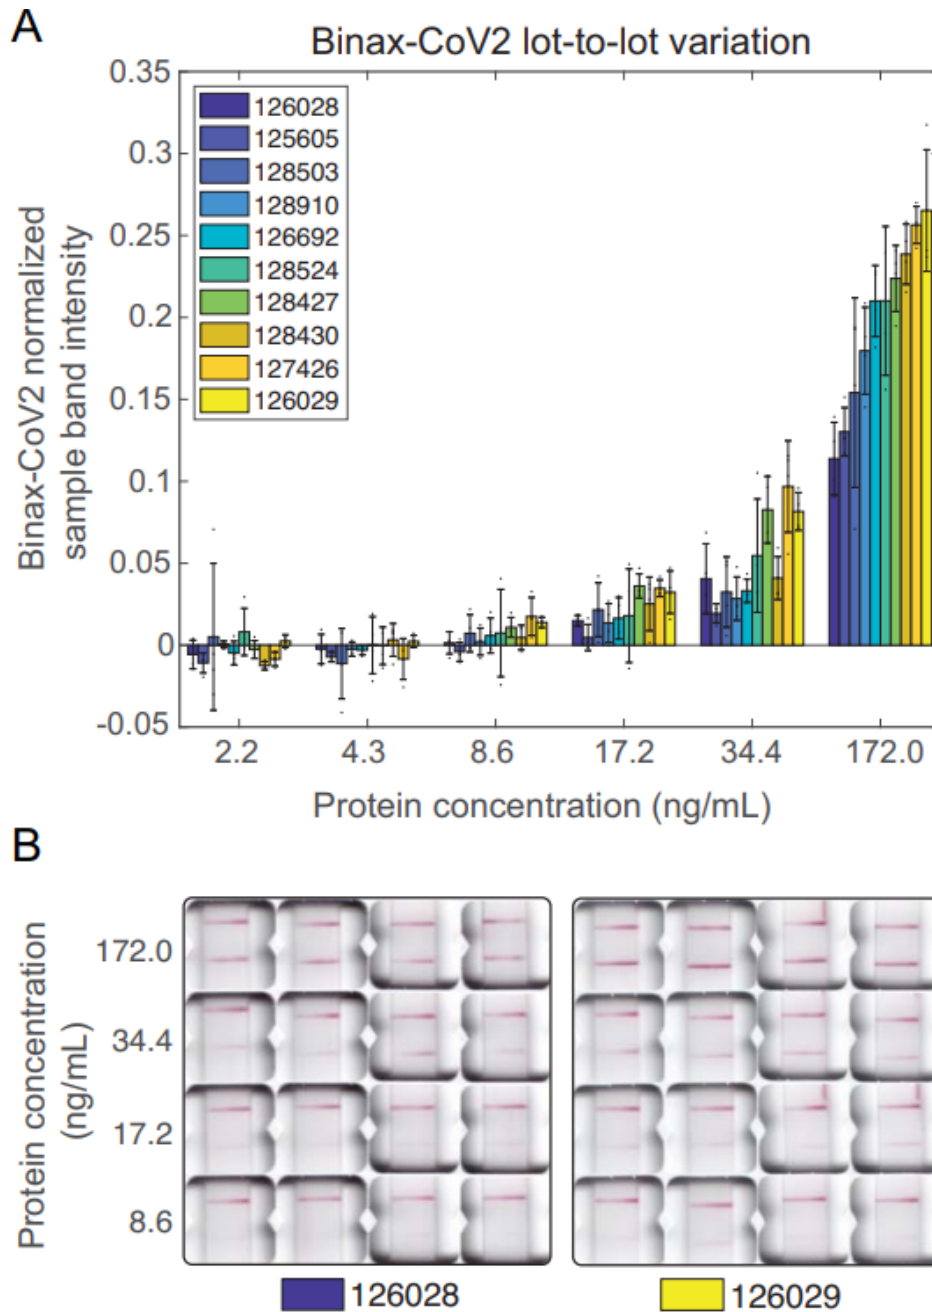 A
Binax-CoV2 lot-to-lot variation
Binax-CoV2 normalized
sample band intensity
0.35
0.3
0.25
0.2
0.15
0.1
0.05
0
-0.05
126028
125605
128503
128910
126692
128524
128427
128430
127426
126029
2.2 4.3 8.6 17.2 34.4 172.0
Protein concentration (ng/mL)
B
Protein concentration
(ng/mL)
172.0
34.4
17.2
8.6
126028 126029